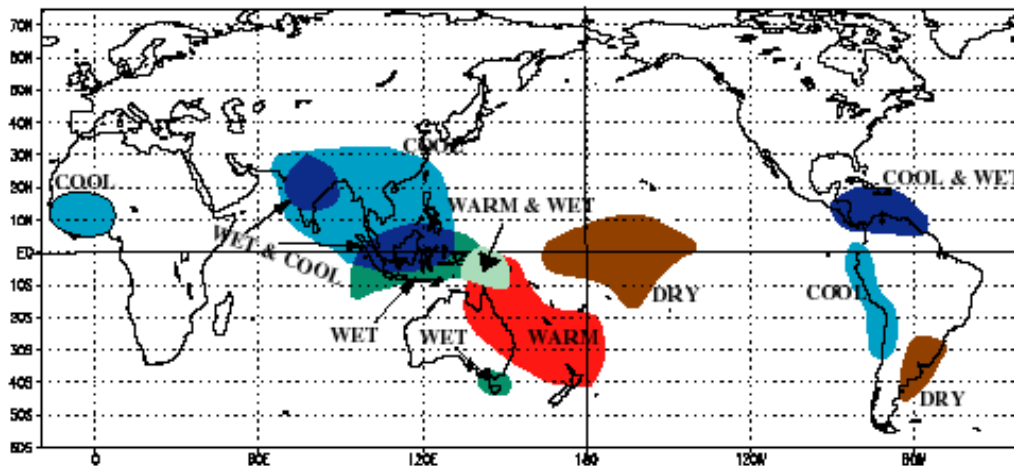 70N
60N
50N
40N
30N
20N
10N
EQ
10S
20S
30S
40S
50S
60S
COOL
COOL
COOL & WET
WARM & WET
WET & COOL
DRY
COOL
WET
WET
WARM
DRY
0
60E
120E
180
120W
60W